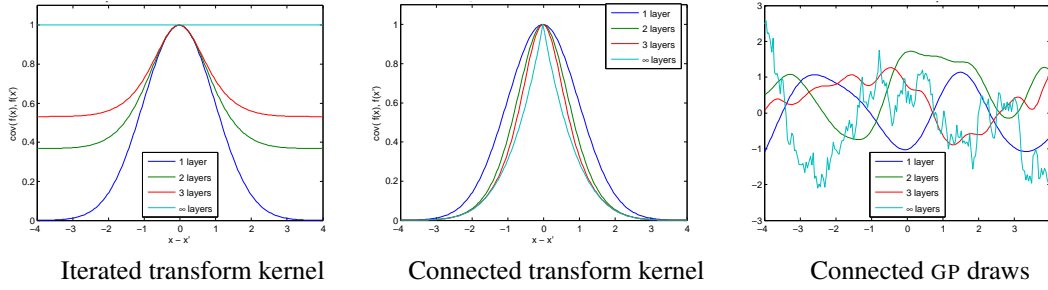 1
0.8
0.6
0.4
0.2
0
cov( f(x), f(x')
1 layer
2 layers
3 layers
∞ layers
−4 −3 −2 −1 0 1 2 3 4
x − x'
Iterated transform kernel
1
0.8
0.6
0.4
0.2
0
cov( f(x), f(x')
1 layer
2 layers
3 layers
∞ layers
−4 −3 −2 −1 0 1 2 3 4
x − x'
Connected transform kernel
3
2
1
0
−1
−2
−3
1 layer
2 layers
3 layers
∞ layers
−4 −3 −2 −1 0 1 2 3
Connected GP draws